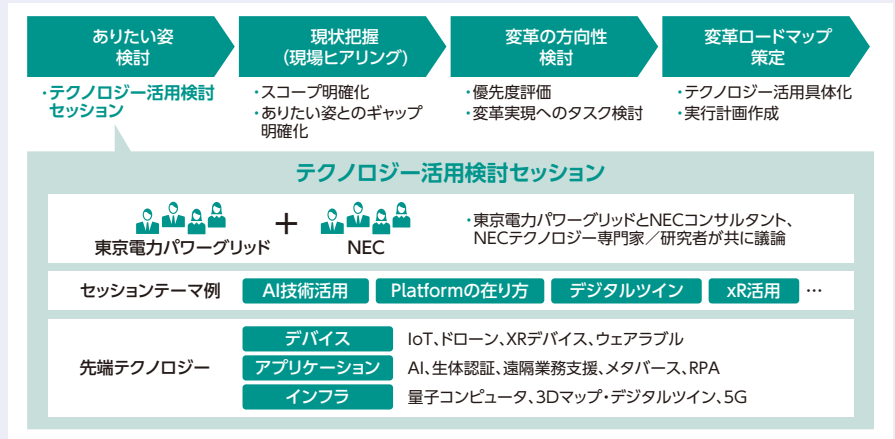 ありたい姿
検討
現状把握
(現場ヒアリング)
変革の方向性
検討
変革ロードマップ
策定
・テクノロジー活用検討
セッション
・スコープ明確化
・ありたい姿とのギャップ
明確化
・優先度評価
・変革実現へのタスク検討
・テクノロジー活用具体化
・実行計画作成
テクノロジー活用検討セッション
東京電力パワーグリッド
+
NEC
・東京電力パワーグリッドとNECコンサルタント、
NECテクノロジー専門家／研究者が共に議論
セッションテーマ例 AI技術活用 Platformの在り方 デジタルツイン xR活用 …
先端テクノロジー
デバイス IoT、ドローン、XRデバイス、ウェアラブル
アプリケーション AI、生体認証、遠隔業務支援、メタバース、RPA
インフラ 量子コンピュータ、3Dマップ・デジタルツイン、5G